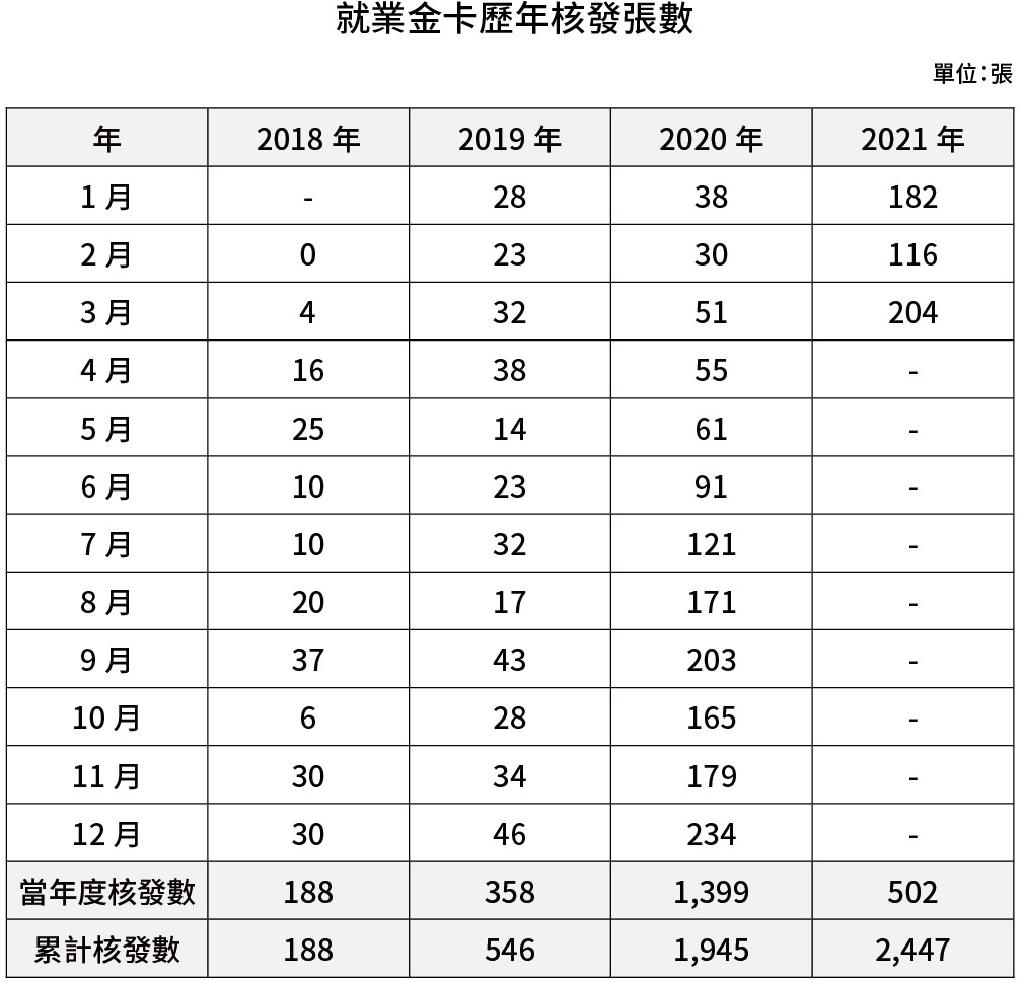 就業金卡歷年核發張數
單位：張
年 2018 年 2019 年 2020 年 2021 年
1 月 - 28 38 182
2 月 0 23 30 116
3 月 4 32 51 204
4 月 16 38 55 -
5 月 25 14 61 -
6 月 10 23 91 -
7 月 10 32 121 -
8 月 20 17 171 -
9 月 37 43 203 -
10 月 6 28 165 -
11 月 30 34 179 -
12 月 30 46 234 -
當年度核發數 188 358 1,399 502
累計核發數 188 546 1,945 2,447